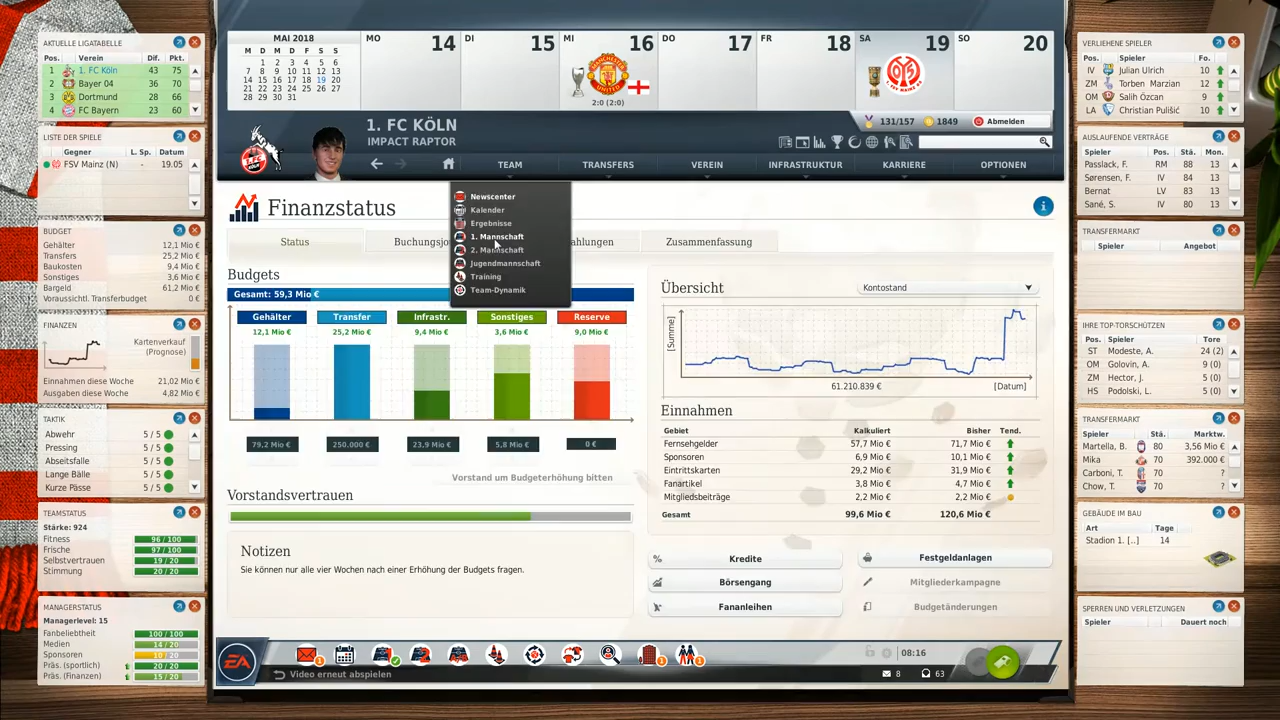 AKTUELLE LIGATABELLE
Pos. Verein Dif. Pkt.
1 1. FC Köln 43 75
2 Bayer 04 36 70
3 Dortmund 28 66
4 FC Bayern 23 60
LISTE DER SPIELE
Gegner L. Sp. Datum
FSV Mainz (N) - 19.05
BUDGET
Gehälter 12,1 Mio €
Transfers 25,2 Mio €
Baukosten 9,4 Mio €
Sonstiges 3,6 Mio €
Bargeld 61,2 Mio €
Voraussichtl. Transferbudget 0 €
FINANZEN
Kartenverkauf
(Prognose)
Einnahmen diese Woche 21,02 Mio €
Ausgaben diese Woche 4,82 Mio €
TAKTIK
Abwehr 5 / 5
Pressing 5 / 5
Abseitsfalle 5 / 5
Lange Bälle 5 / 5
Kurze Pässe 5 / 5
TEAMSTATUS
Stärke: 924
Fitness 96 / 100
Frische 97 / 100
Selbstvertrauen 19 / 20
Stimmung 20 / 20
MANAGERSTATUS
Managerlevel: 15
Fanbeliebtheit 100 / 100
Medien 14 / 20
Sponsoren 10 / 20
Präs. (sportlich) 20 / 20
Präs. (Finanzen) 15 / 20
MAI 2018
M D M D F S S
1 2 3 4 5 6
7 8 9 10 11 12 13
14 15 16 17 18 19 20
21 22 23 24 25 26 27
28 29 30 31
MO 14 DI 15 MI 16 DO 17 FR 18 SA 19 SO 20
2:0 (2:0)
1. FC KÖLN
IMPACT RAPTOR
131/157 1849 Abmelden
TEAM TRANSFERS VEREIN INFRASTRUKTUR KARRIERE OPTIONEN
Newscenter
Kalender
Ergebnisse
1. Mannschaft
2. Mannschaft
Jugendmannschaft
Training
Team-Dynamik
Finanzstatus
Status Buchungsjo ahlungen Zusammenfassung
Budgets
Gesamt: 59,3 Mio €
Gehälter Transfer Infrastr. Sonstiges Reserve
12,1 Mio € 25,2 Mio € 9,4 Mio € 3,6 Mio € 9,0 Mio €
79,2 Mio € 250.000 € 23,9 Mio € 5,8 Mio € 0 €
Vorstand um Budgeterhöhung bitten
Vorstandsvertrauen
Notizen
Sie können nur alle vier Wochen nach einer Erhöhung der Budgets fragen.
Übersicht
Kontostand
[Summe]
61.210.839 € [Datum]
Einnahmen
Gebiet Kalkuliert Bisher Tend.
Fernsehgelder 57,7 Mio € 71,7 Mio €
Sponsoren 6,9 Mio € 10,1 Mio €
Eintrittskarten 29,2 Mio € 31,9 Mio €
Fanartikel 3,8 Mio € 4,7 Mio €
Mitgliedsbeiträge 2,2 Mio € 2,2 Mio €
Gesamt 99,6 Mio € 120,6 Mio €
Kredite Festgeldanlagen
Börsengang Mitgliederkampagne
Fananleihen Budgetänderungen
EA 1 1 1 08:16
Video erneut abspielen 8 63
VERLIEHENE SPIELER
Pos. Spieler Fo.
IV Julian Ulrich 10
ZM Torben Marzian 12
OM Salih Özcan 9
LA Christian Pulišić 10
AUSLAUFENDE VERTRÄGE
Spieler Pos. Stä. Mon.
Passlack, F. RM 88 13
Sørensen, F. IV 84 13
Bernat LV 83 13
Sané, S. IV 84 13
TRANSFERMARKT
Spieler Angebot
IHRE TOP-TORSCHÜTZEN
Pos. Spieler Tore
ST Modeste, A. 24 (2)
OM Golovin, A. 9 (0)
ZM Hector, J. 5 (0)
HS Podolski, L. 5 (0)
TRANSFERMARKT
Spieler Stä. Marktw.
Martella, B. 80 3,56 Mio €
Mika 70 392.000 €
Carboni, T. 70 ?
Chow, T. 70 ?
GEBÄUDE IM BAU
Art Tage
Stadion 1. [..] 14
SPERREN UND VERLETZUNGEN
Spieler Dauert noch